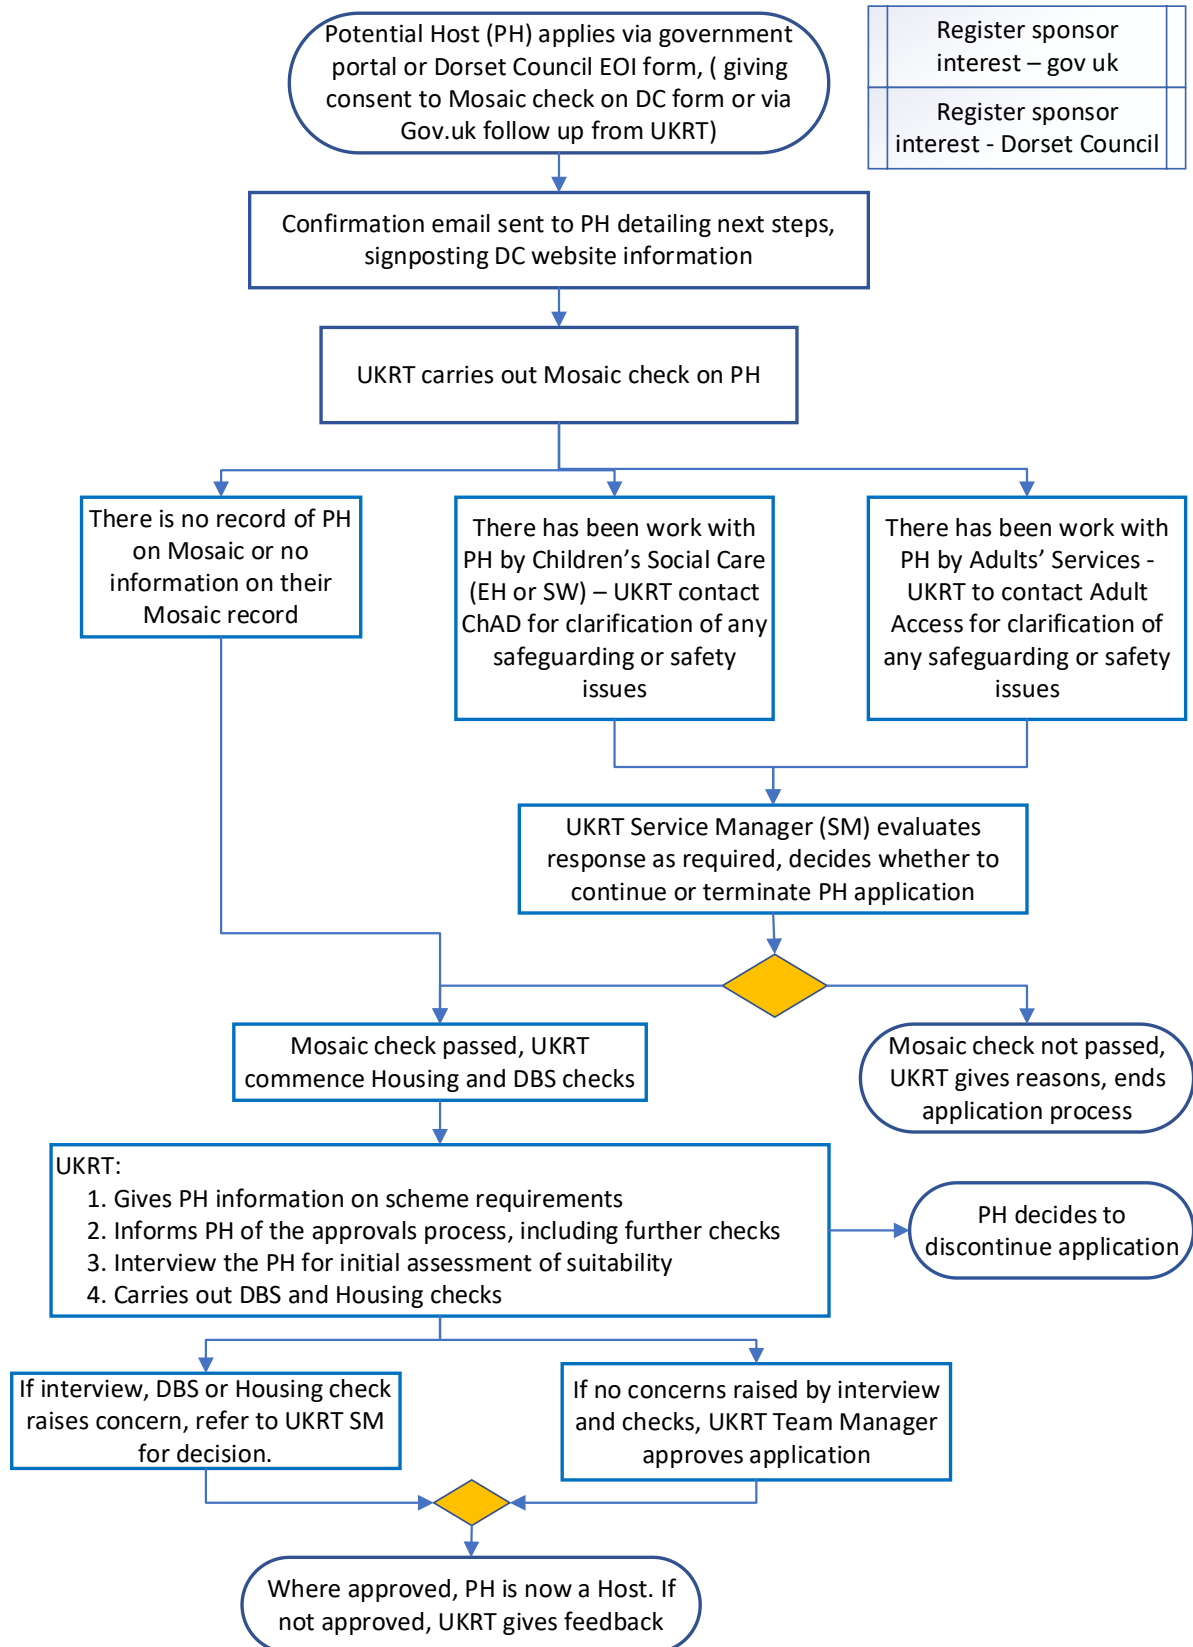 Potential Host (PH) applies via government
portal or Dorset Council EOI form, ( giving
consent to Mosaic check on DC form or via
Gov.uk follow up from UKRT)
Register sponsor
interest – gov uk
Register sponsor
interest - Dorset Council
Confirmation email sent to PH detailing next steps,
signposting DC website information
UKRT carries out Mosaic check on PH
There is no record of PH
on Mosaic or no
information on their
Mosaic record
There has been work with
PH by Children’s Social Care
(EH or SW) – UKRT contact
ChAD for clarification of any
safeguarding or safety
issues
There has been work with
PH by Adults’ Services -
UKRT to contact Adult
Access for clarification of
any safeguarding or safety
issues
UKRT Service Manager (SM) evaluates
response as required, decides whether to
continue or terminate PH application
Mosaic check passed, UKRT
commence Housing and DBS checks
Mosaic check not passed,
UKRT gives reasons, ends
application process
UKRT:
1. Gives PH information on scheme requirements
2. Informs PH of the approvals process, including further checks
3. Interview the PH for initial assessment of suitability
4. Carries out DBS and Housing checks
PH decides to
discontinue application
If interview, DBS or Housing check
raises concern, refer to UKRT SM
for decision.
If no concerns raised by interview
and checks, UKRT Team Manager
approves application
Where approved, PH is now a Host. If
not approved, UKRT gives feedback